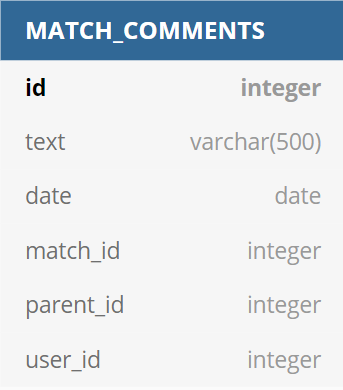 MATCH_COMMENTS
id integer
text varchar(500)
date date
match_id integer
parent_id integer
user_id integer